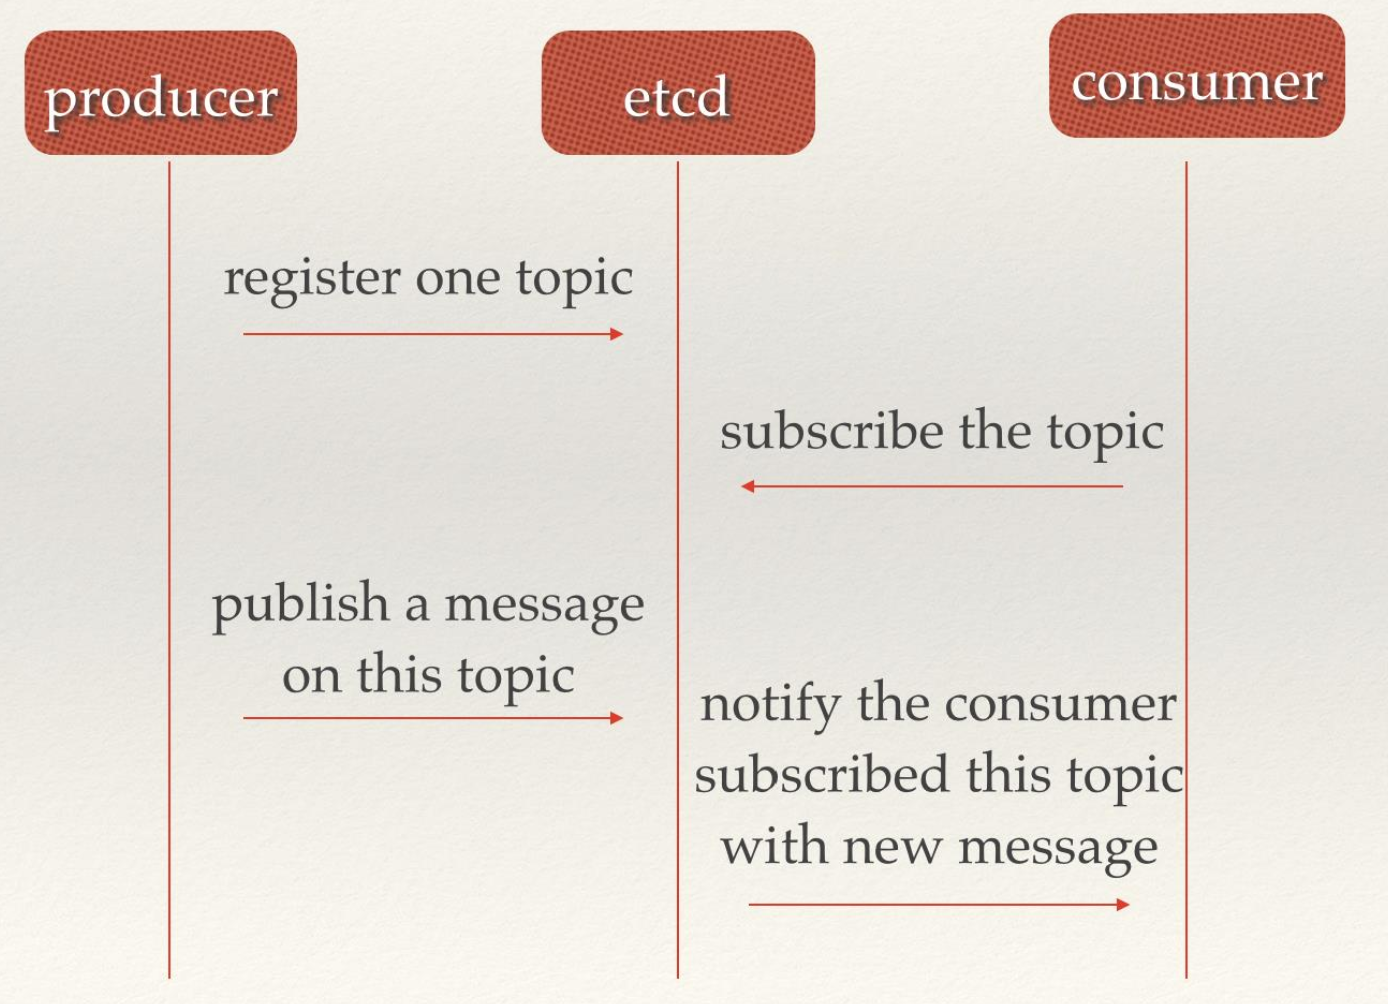 producer
etcd
consumer
register one topic
subscribe the topic
publish a message
on this topic
notify the consumer
subscribed this topic
with new message